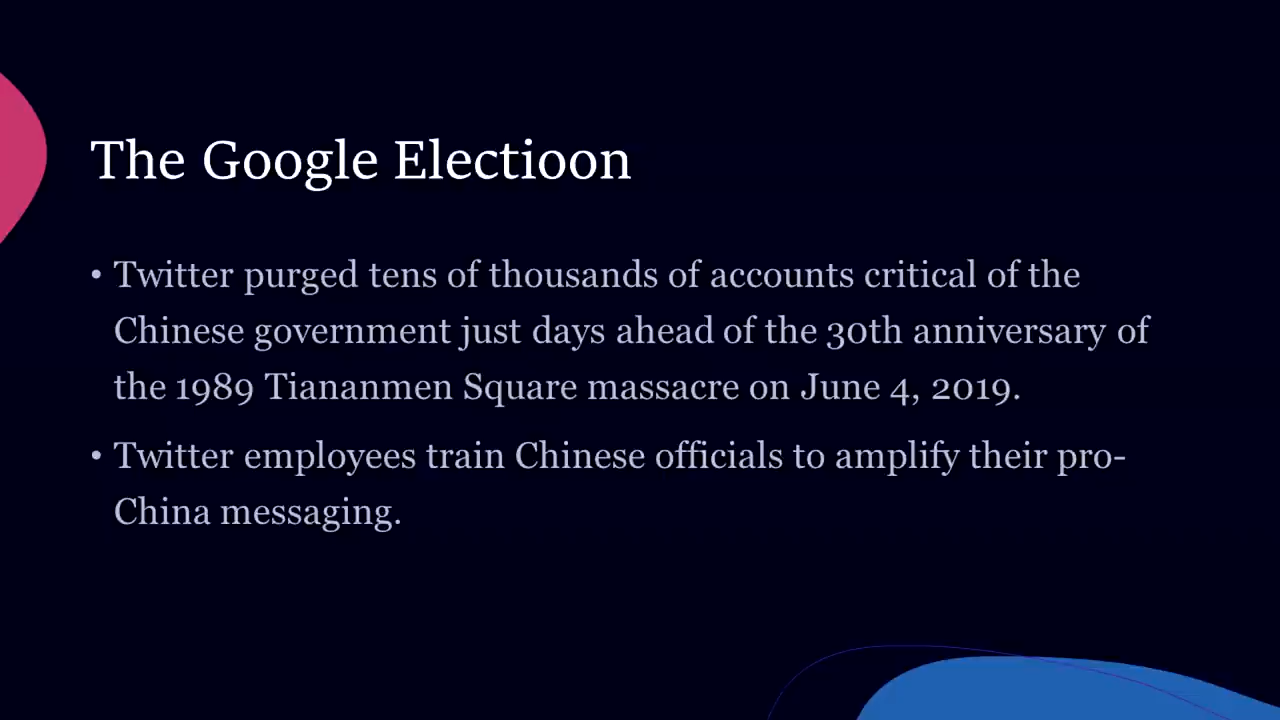 The Google Electioon
• Twitter purged tens of thousands of accounts critical of the
Chinese government just days ahead of the 30th anniversary of
the 1989 Tiananmen Square massacre on June 4, 2019.
• Twitter employees train Chinese officials to amplify their pro-
China messaging.